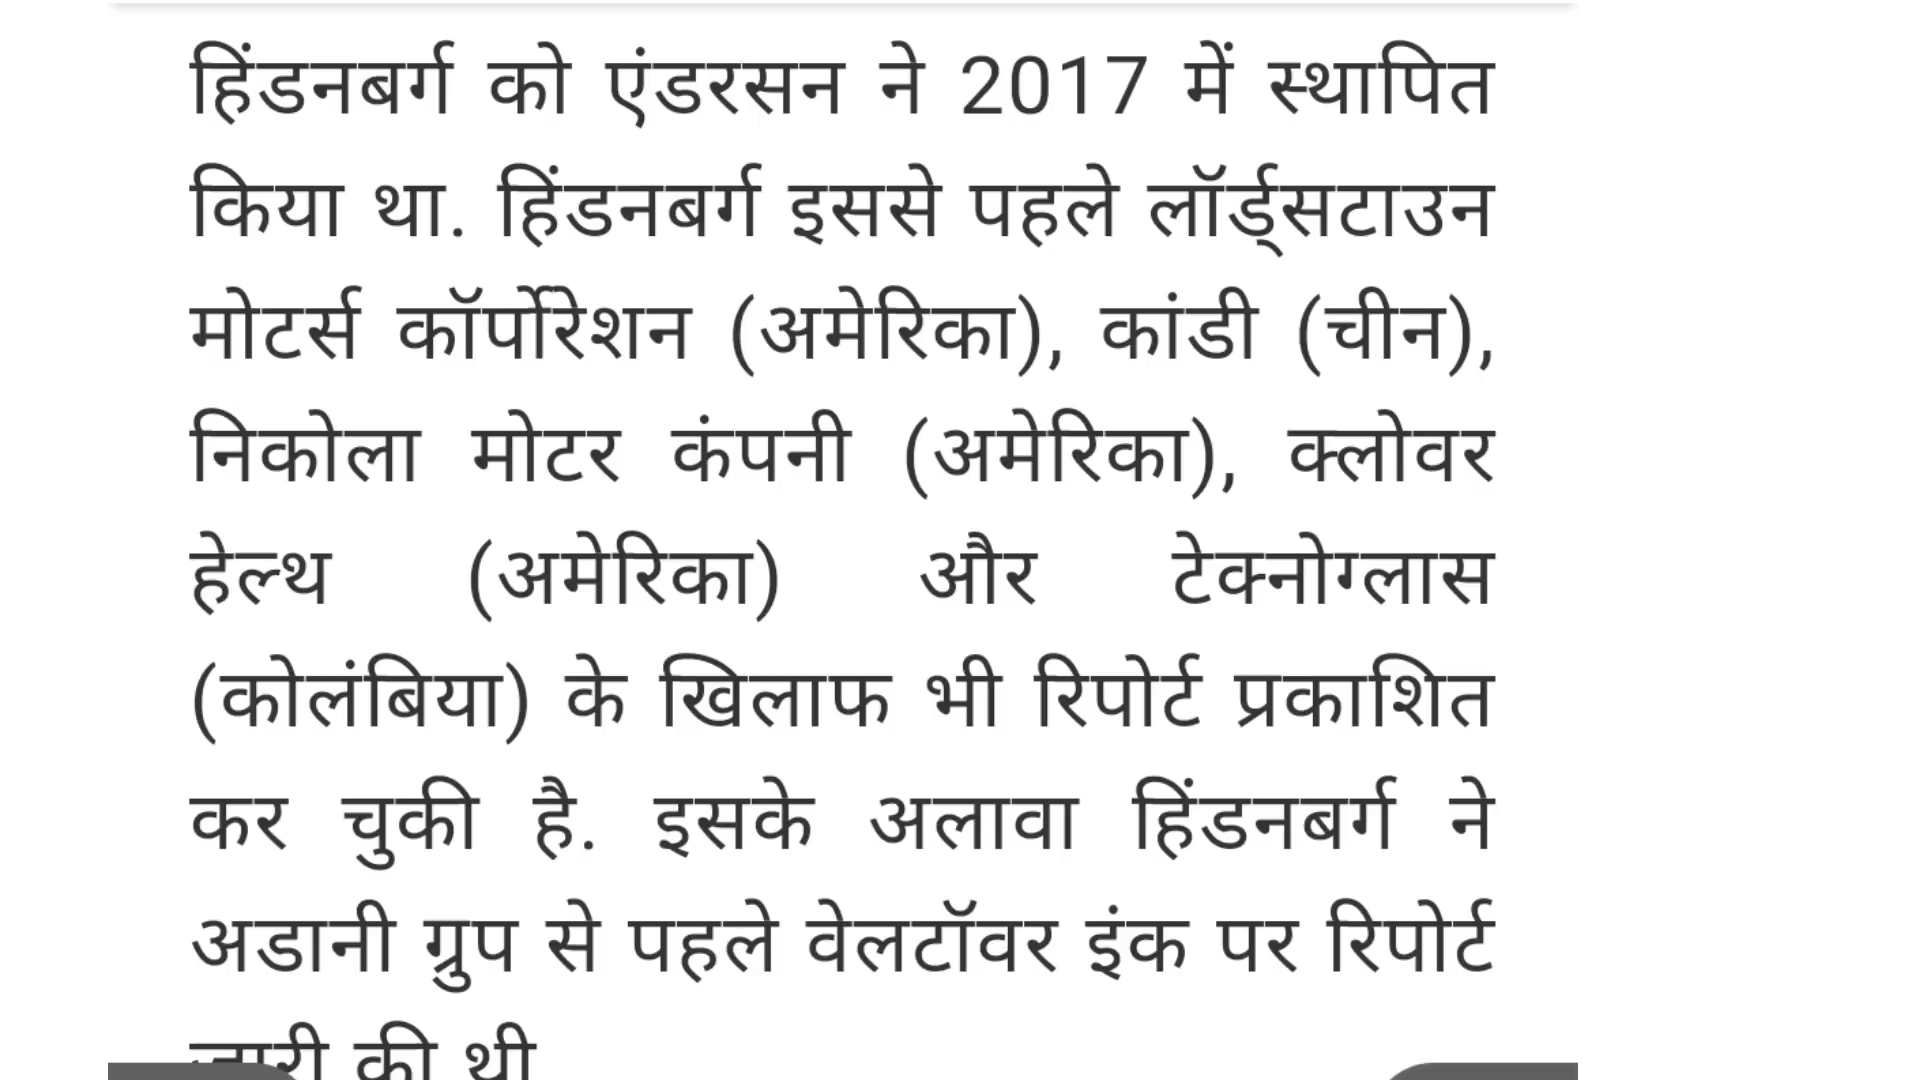 हिंडनबर्ग को एंडरसन ने 2017 में स्थापित
किया था. हिंडनबर्ग इससे पहले लॉर्ड्सटाउन
मोटर्स कॉर्पोरेशन (अमेरिका), कांडी (चीन),
निकोला मोटर कंपनी (अमेरिका), क्लोवर
हेल्थ (अमेरिका) और टेक्नोग्लास
(कोलंबिया) के खिलाफ भी रिपोर्ट प्रकाशित
कर चुकी है. इसके अलावा हिंडनबर्ग ने
अडानी ग्रुप से पहले वेलटॉवर इंक पर रिपोर्ट
जारी की थी